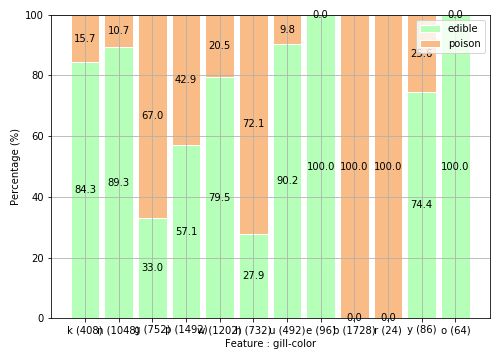 100 15.7 10.7 20.5 9.8 0.0 0.0 edible
poison
25.6
80 67.0 42.9 72.1
60
84.3 89.3 57.1 79.5 90.2 100.0 100.0 100.0 74.4 100.0
40
20 33.0 27.9
0 0.0 0.0
k (408) n (1048) g (752) p (1492) w (1202) h (732) u (492) e (96) b (1728) r (24) y (86) o (64)
Feature : gill-color
Percentage (%)